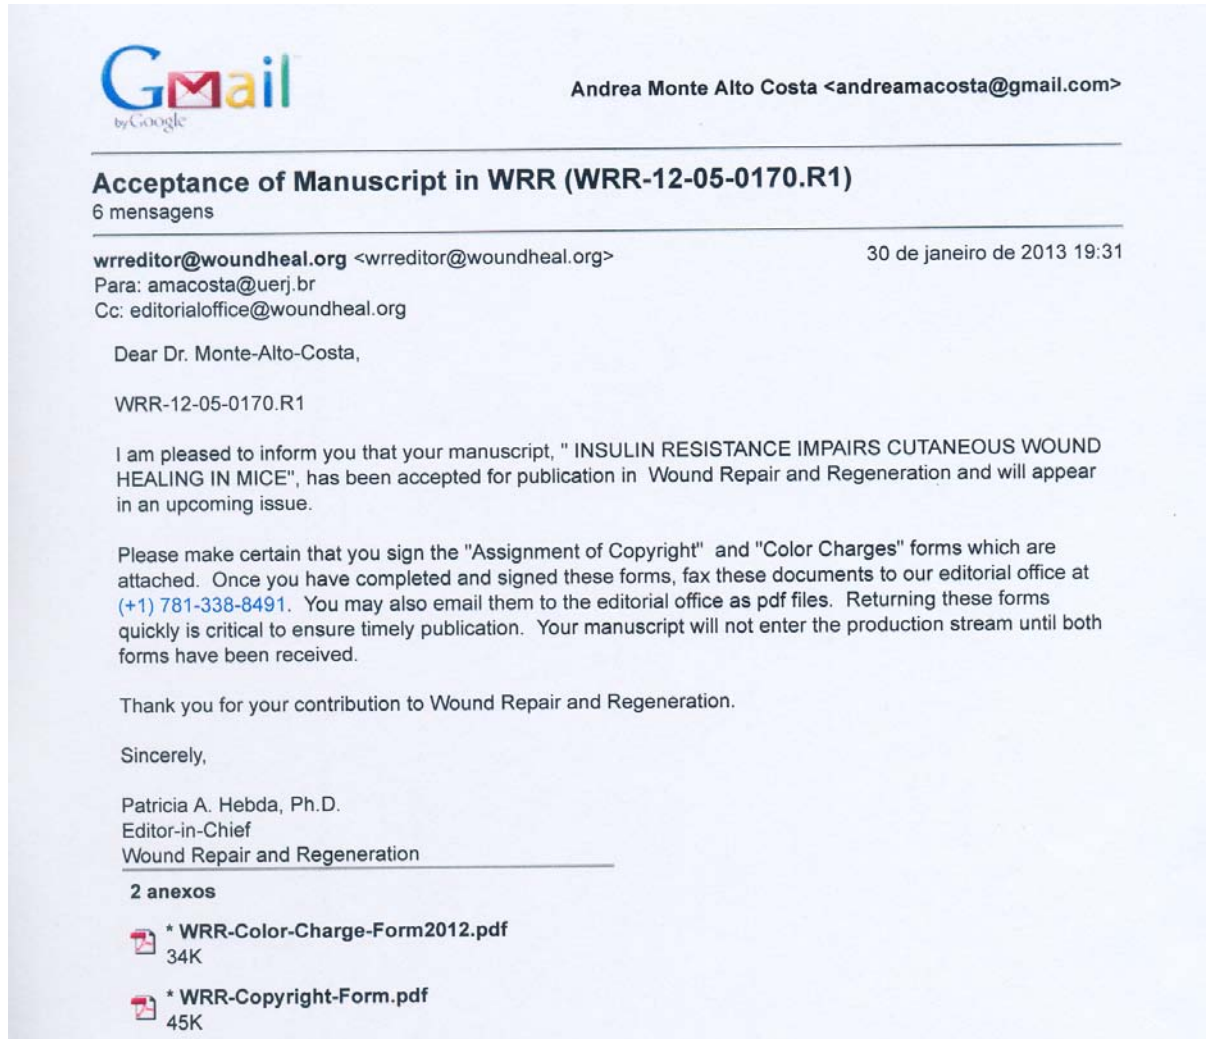 Gmail
by Google
Andrea Monte Alto Costa <andreamacosta@gmail.com>
Acceptance of Manuscript in WRR (WRR-12-05-0170.R1)
6 mensagens
wrreditor@woundheal.org <wrreditor@woundheal.org>
30 de janeiro de 2013 19:31
Para: amacosta@uerj.br
Cc: editorialoffice@woundheal.org
Dear Dr. Monte-Alto-Costa,
WRR-12-05-0170.R1
I am pleased to inform you that your manuscript, " INSULIN RESISTANCE IMPAIRS CUTANEOUS WOUND
HEALING IN MICE", has been accepted for publication in  Wound Repair and Regeneration and will appear
in an upcoming issue.
Please make certain that you sign the "Assignment of Copyright"  and "Color Charges" forms which are
attached.  Once you have completed and signed these forms, fax these documents to our editorial office at
(+1) 781-338-8491.  You may also email them to the editorial office as pdf files.  Returning these forms
quickly is critical to ensure timely publication.  Your manuscript will not enter the production stream until both
forms have been received.
Thank you for your contribution to Wound Repair and Regeneration.
Sincerely,
Patricia A. Hebda, Ph.D.
Editor-in-Chief
Wound Repair and Regeneration
2 anexos
* WRR-Color-Charge-Form2012.pdf
34K
* WRR-Copyright-Form.pdf
45K